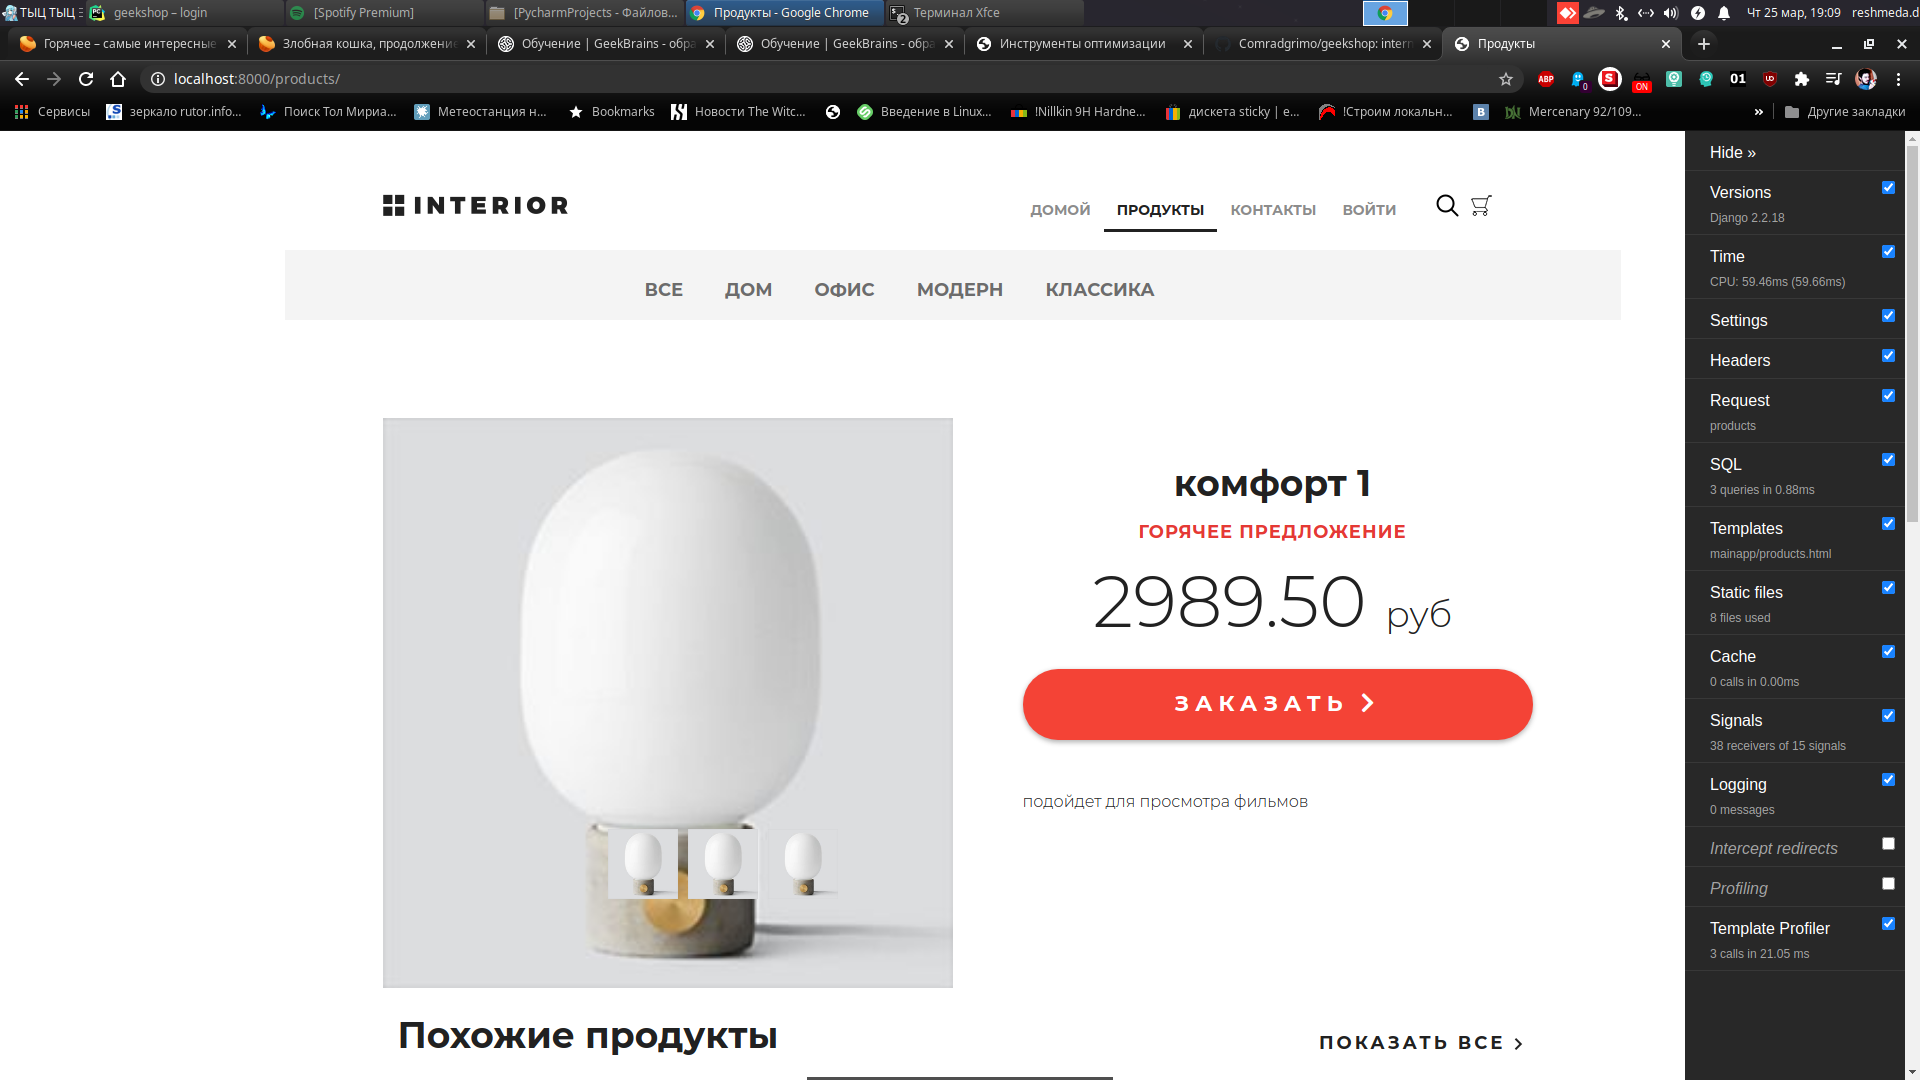 ТЫЦ ТЫЦ
geekshop – login
[Spotify Premium]
[PycharmProjects - Файлов...
Продукты - Google Chrome
Терминал Xfce
Чт 25 мар, 19:09
reshmeda.d
Горячее – самые интересные
Злобная кошка, продолжение
Обучение | GeekBrains - обра
Обучение | GeekBrains - обра
Инструменты оптимизации
Comradgrimo/geekshop: intern
Продукты
localhost:8000/products/
Сервисы
зеркало rutor.info...
Поиск Тол Мириа...
Метеостанция н...
Bookmarks
Новости The Witc...
Введение в Linux...
!Nillkin 9H Hardne...
дискета sticky | e...
!Строим локальн...
Mercenary 92/109...
»
Другие закладки
INTERIOR
ДОМОЙ
ПРОДУКТЫ
КОНТАКТЫ
ВОЙТИ
ВСЕ
ДОМ
ОФИС
МОДЕРН
КЛАССИКА
комфорт 1
ГОРЯЧЕЕ ПРЕДЛОЖЕНИЕ
2989.50 руб
ЗАКАЗАТЬ
подойдет для просмотра фильмов
Похожие продукты
ПОКАЗАТЬ ВСЕ
Hide »
Versions
Django 2.2.18
Time
CPU: 59.46ms (59.66ms)
Settings
Headers
Request
products
SQL
3 queries in 0.88ms
Templates
mainapp/products.html
Static files
8 files used
Cache
0 calls in 0.00ms
Signals
38 receivers of 15 signals
Logging
0 messages
Intercept redirects
Profiling
Template Profiler
3 calls in 21.05 ms